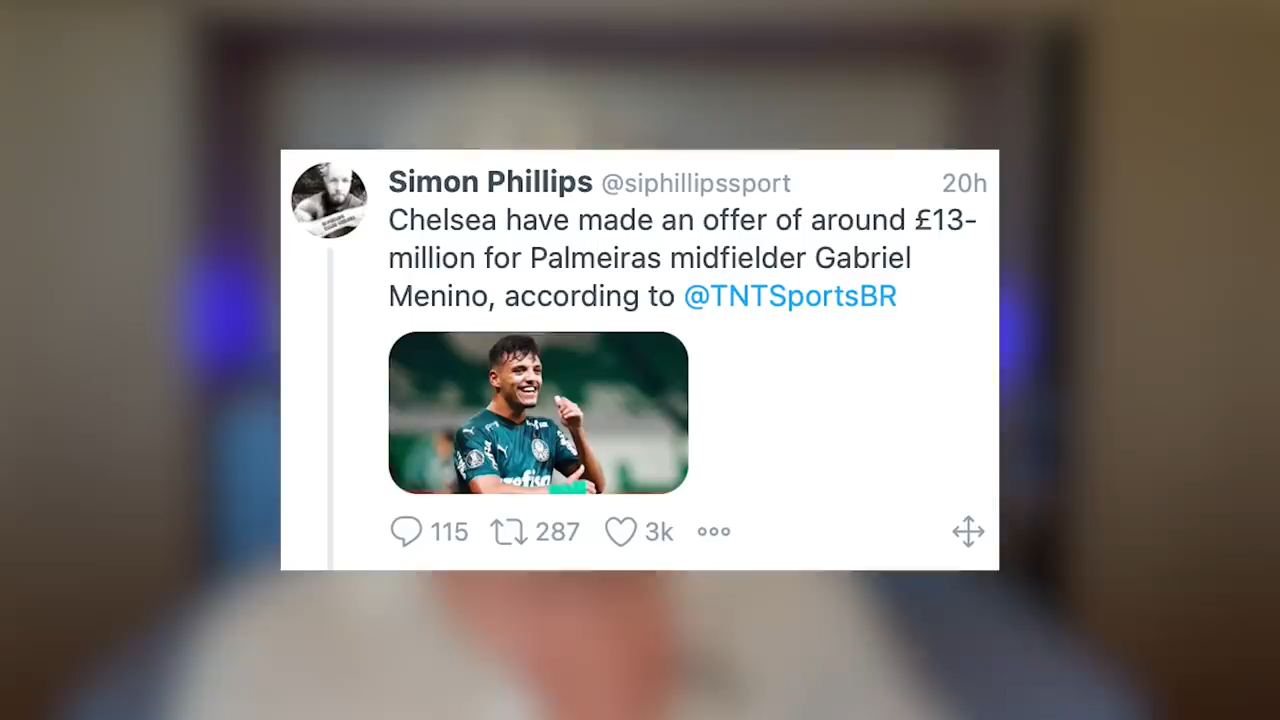 Simon Phillips @siphillipssport 20h
Chelsea have made an offer of around £13-
million for Palmeiras midfielder Gabriel
Menino, according to @TNTSportsBR
115 287 3k